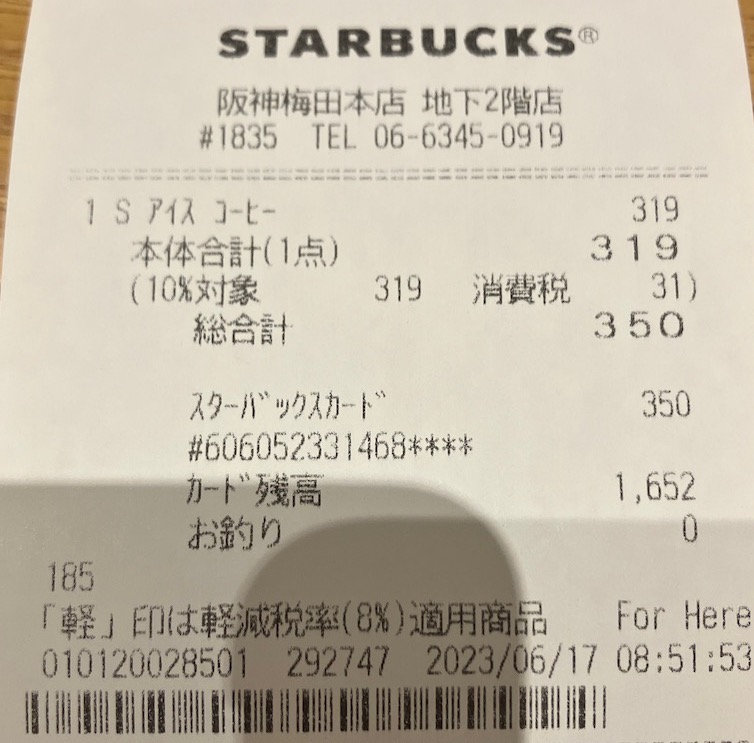 STARBUCKS®
阪神梅田本店 地下2階店
#1835 TEL 06-6345-0919
1 S ｱｲｽ ｺｰﾋｰ 319
本体合計(1点) 319
(10%対象 319 消費税 31)
総合計 350
ｽﾀｰﾊﾞｯｸｽｶｰﾄﾞ 350
#606052331468****
ｶｰﾄﾞ残高 1,652
お釣り 0
185
「軽」印は軽減税率(8%)適用商品 For Here
010120028501 292747 2023/06/17 08:51:53